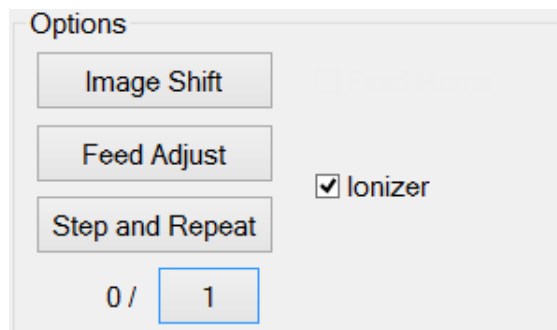 Options
Image Shift
Feed Adjust
Ionizer
Step and Repeat
0 / 1